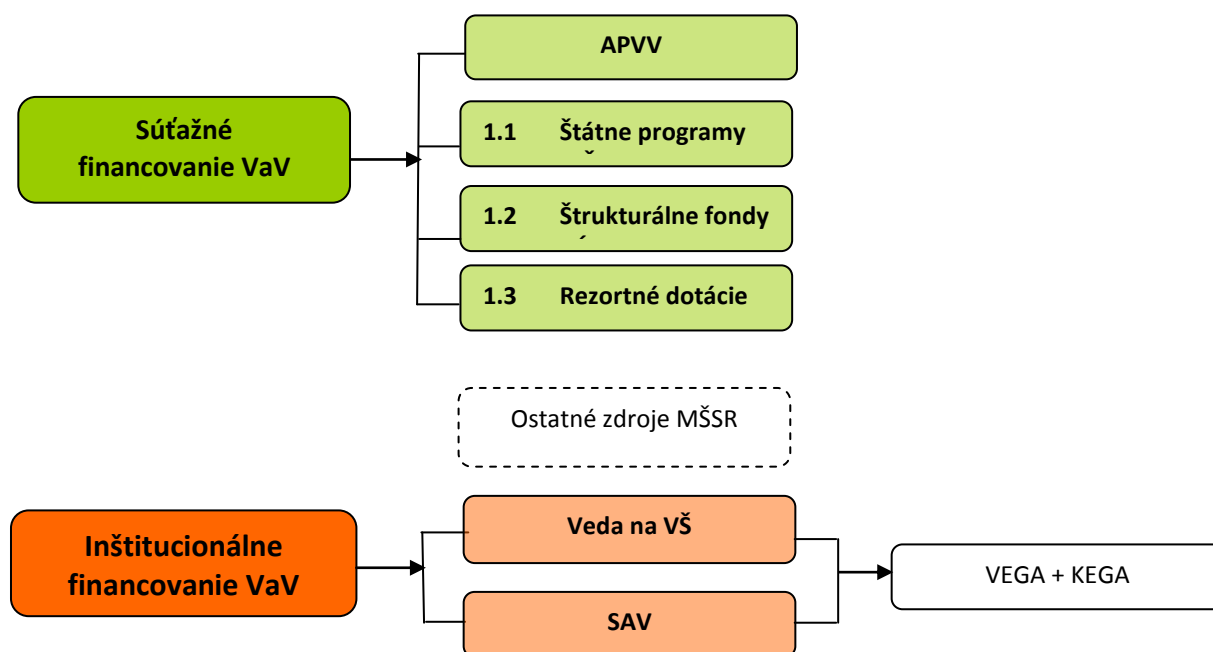 APVV
Súťažné
financovanie VaV
1.1 Štátne programy
1.2 Štrukturálne fondy
1.3 Rezortné dotácie
Ostatné zdroje MŠSR
Inštitucionálne
financovanie VaV
Veda na VŠ
SAV
VEGA + KEGA